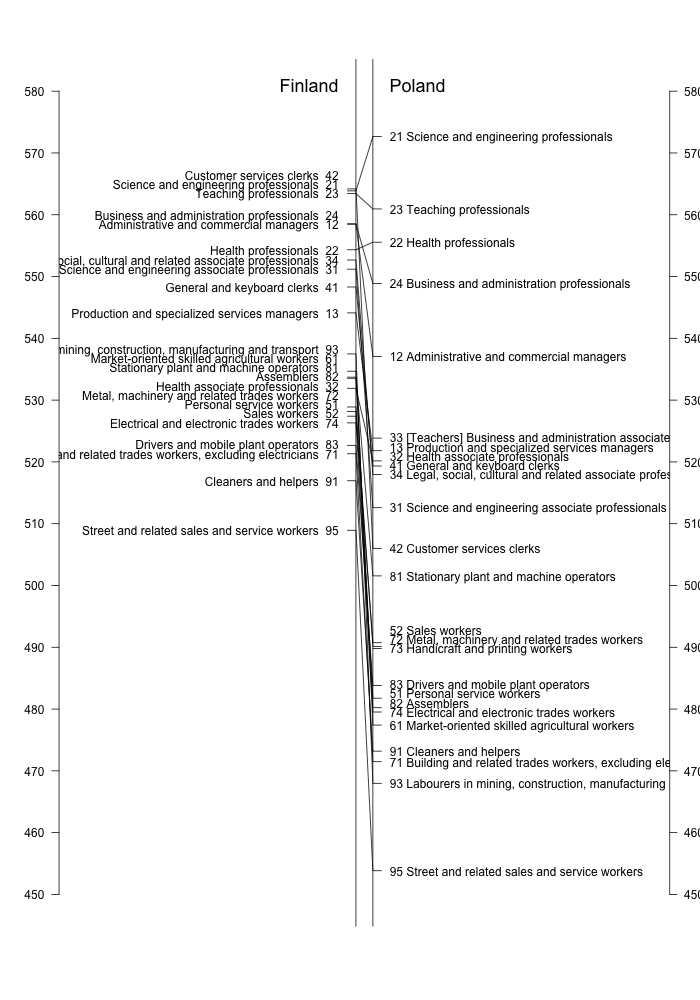 Finland
Poland
580
570
560
550
540
530
520
510
500
490
480
470
460
450
Customer services clerks 42
Science and engineering professionals 21
Teaching professionals 23
Business and administration professionals 24
Administrative and commercial managers 12
Health professionals 22
ocial, cultural and related associate professionals 34
Science and engineering associate professionals 31
General and keyboard clerks 41
Production and specialized services managers 13
mining, construction, manufacturing and transport 93
Market-oriented skilled agricultural workers 61
Stationary plant and machine operators 81
Assemblers 82
Health associate professionals 32
Metal, machinery and related trades workers 72
Personal service workers 51
Sales workers 52
Electrical and electronic trades workers 74
Drivers and mobile plant operators 83
and related trades workers, excluding electricians 71
Cleaners and helpers 91
Street and related sales and service workers 95
21 Science and engineering professionals
23 Teaching professionals
22 Health professionals
24 Business and administration professionals
12 Administrative and commercial managers
33 [Teachers] Business and administration associate
13 Production and specialized services managers
32 Health associate professionals
41 General and keyboard clerks
34 Legal, social, cultural and related associate profes
31 Science and engineering associate professionals
42 Customer services clerks
81 Stationary plant and machine operators
52 Sales workers
72 Metal, machinery and related trades workers
73 Handicraft and printing workers
83 Drivers and mobile plant operators
51 Personal service workers
82 Assemblers
74 Electrical and electronic trades workers
61 Market-oriented skilled agricultural workers
91 Cleaners and helpers
71 Building and related trades workers, excluding ele
93 Labourers in mining, construction, manufacturing
95 Street and related sales and service workers
580
570
560
550
540
530
520
510
500
490
480
470
460
450